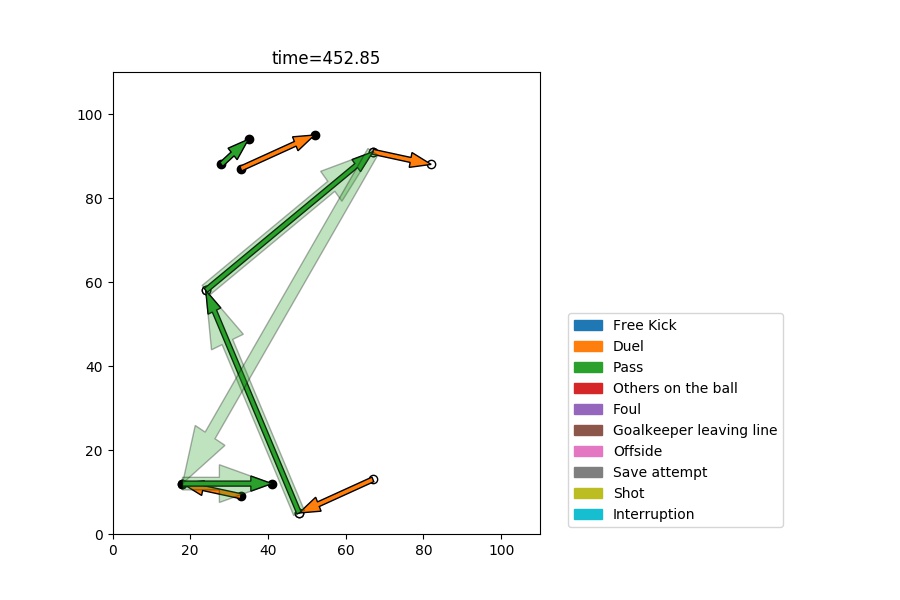 time=452.85
100
80
60
40
20
0
0 20 40 60 80 100
Free Kick
Duel
Pass
Others on the ball
Foul
Goalkeeper leaving line
Offside
Save attempt
Shot
Interruption